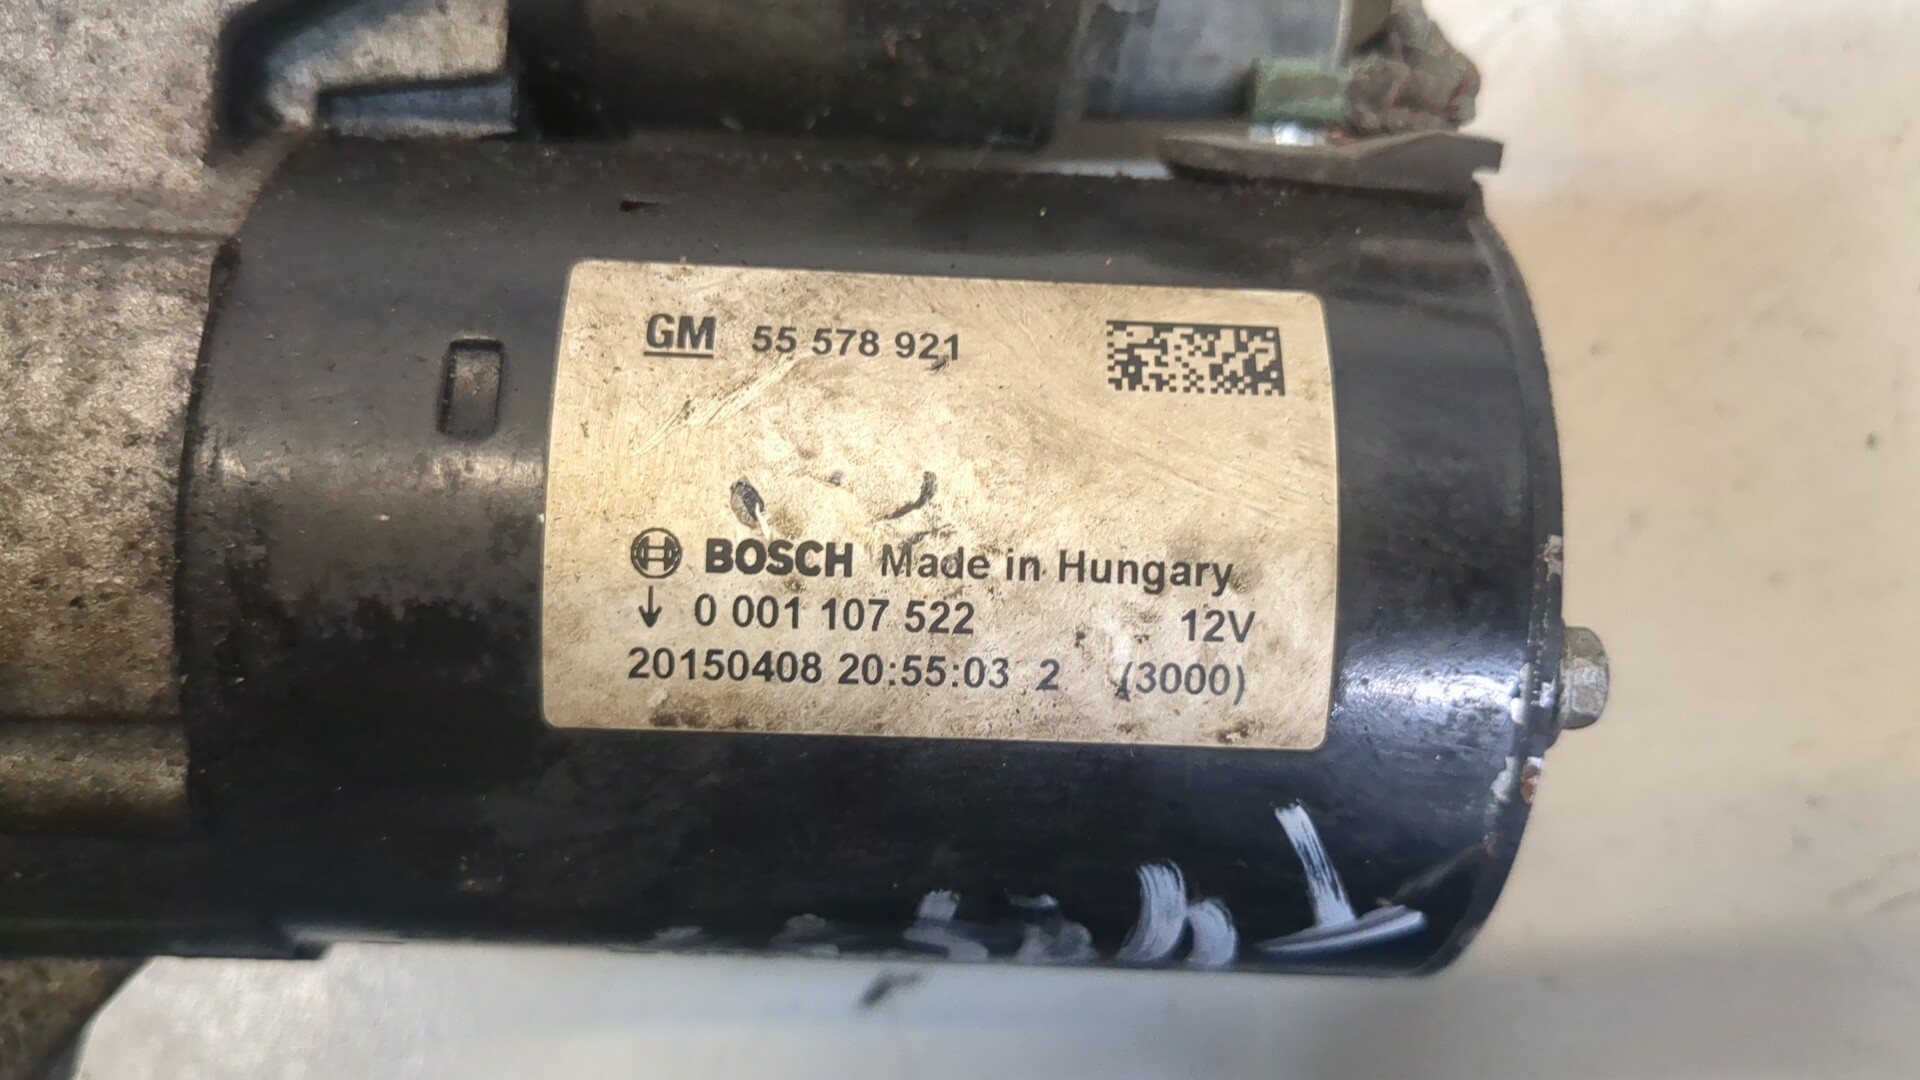 GM 55 578 921
BOSCH Made in Hungary
0 001 107 522 12V
20150408 20:55:03 2 (3000)